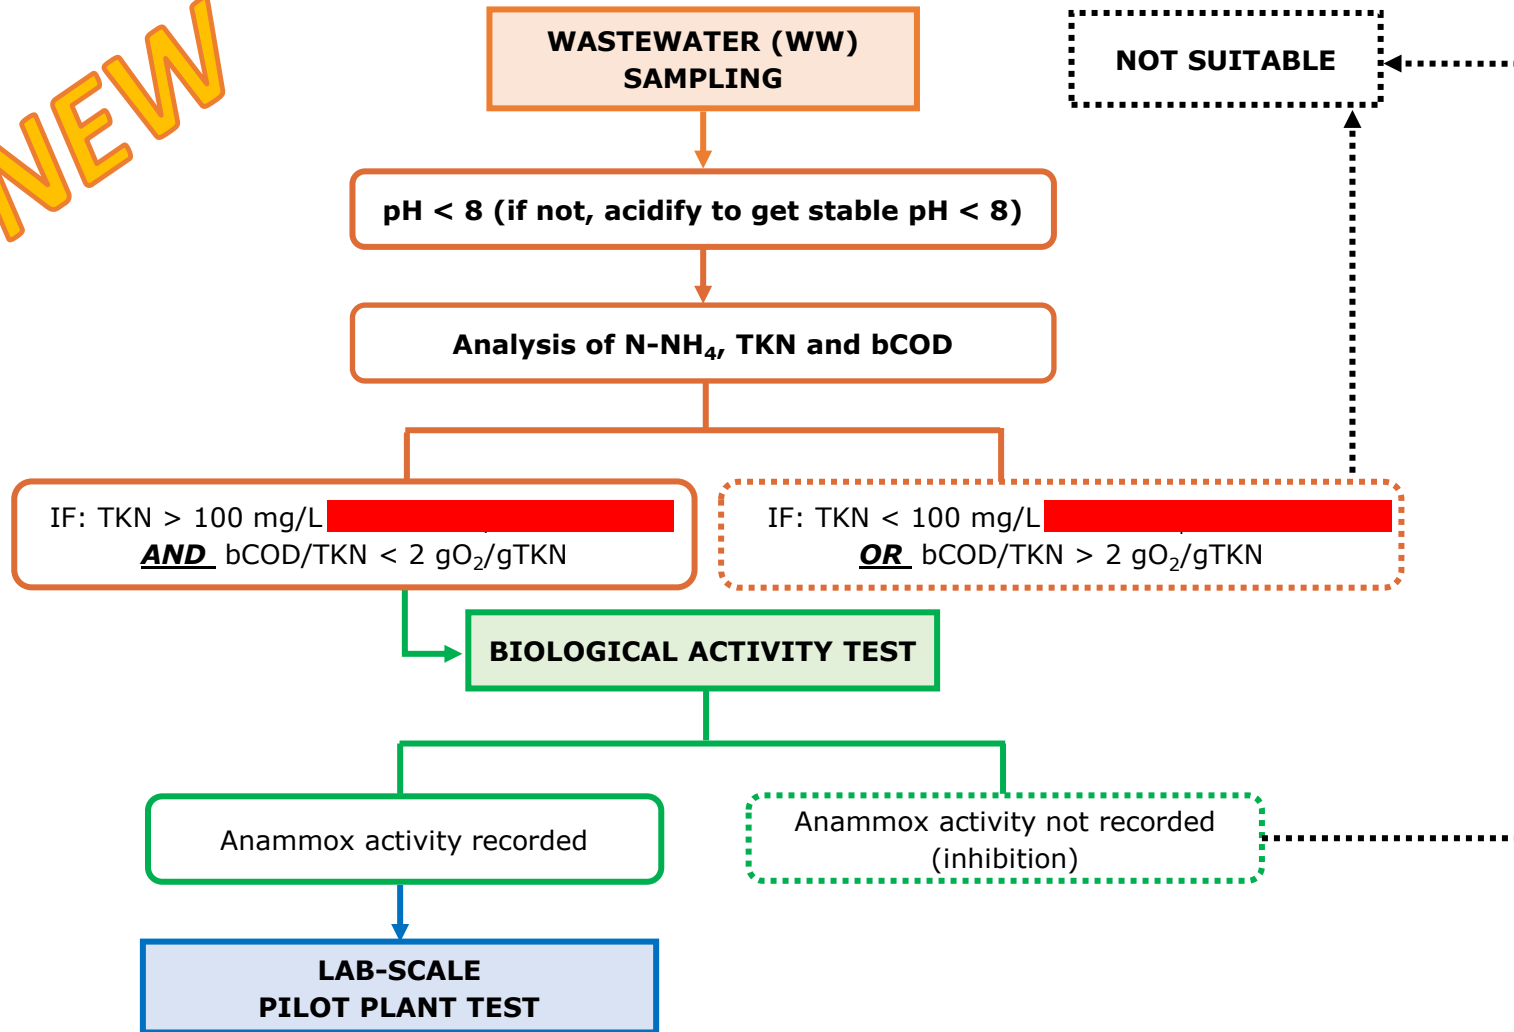 NEW
WASTEWATER (WW)
SAMPLING
NOT SUITABLE
pH < 8 (if not, acidify to get stable pH < 8)
Analysis of N-NH₄, TKN and bCOD
IF: TKN > 100 mg/L
AND bCOD/TKN < 2 gO₂/gTKN
IF: TKN < 100 mg/L
OR bCOD/TKN > 2 gO₂/gTKN
BIOLOGICAL ACTIVITY TEST
Anammox activity recorded
Anammox activity not recorded
(inhibition)
LAB-SCALE
PILOT PLANT TEST